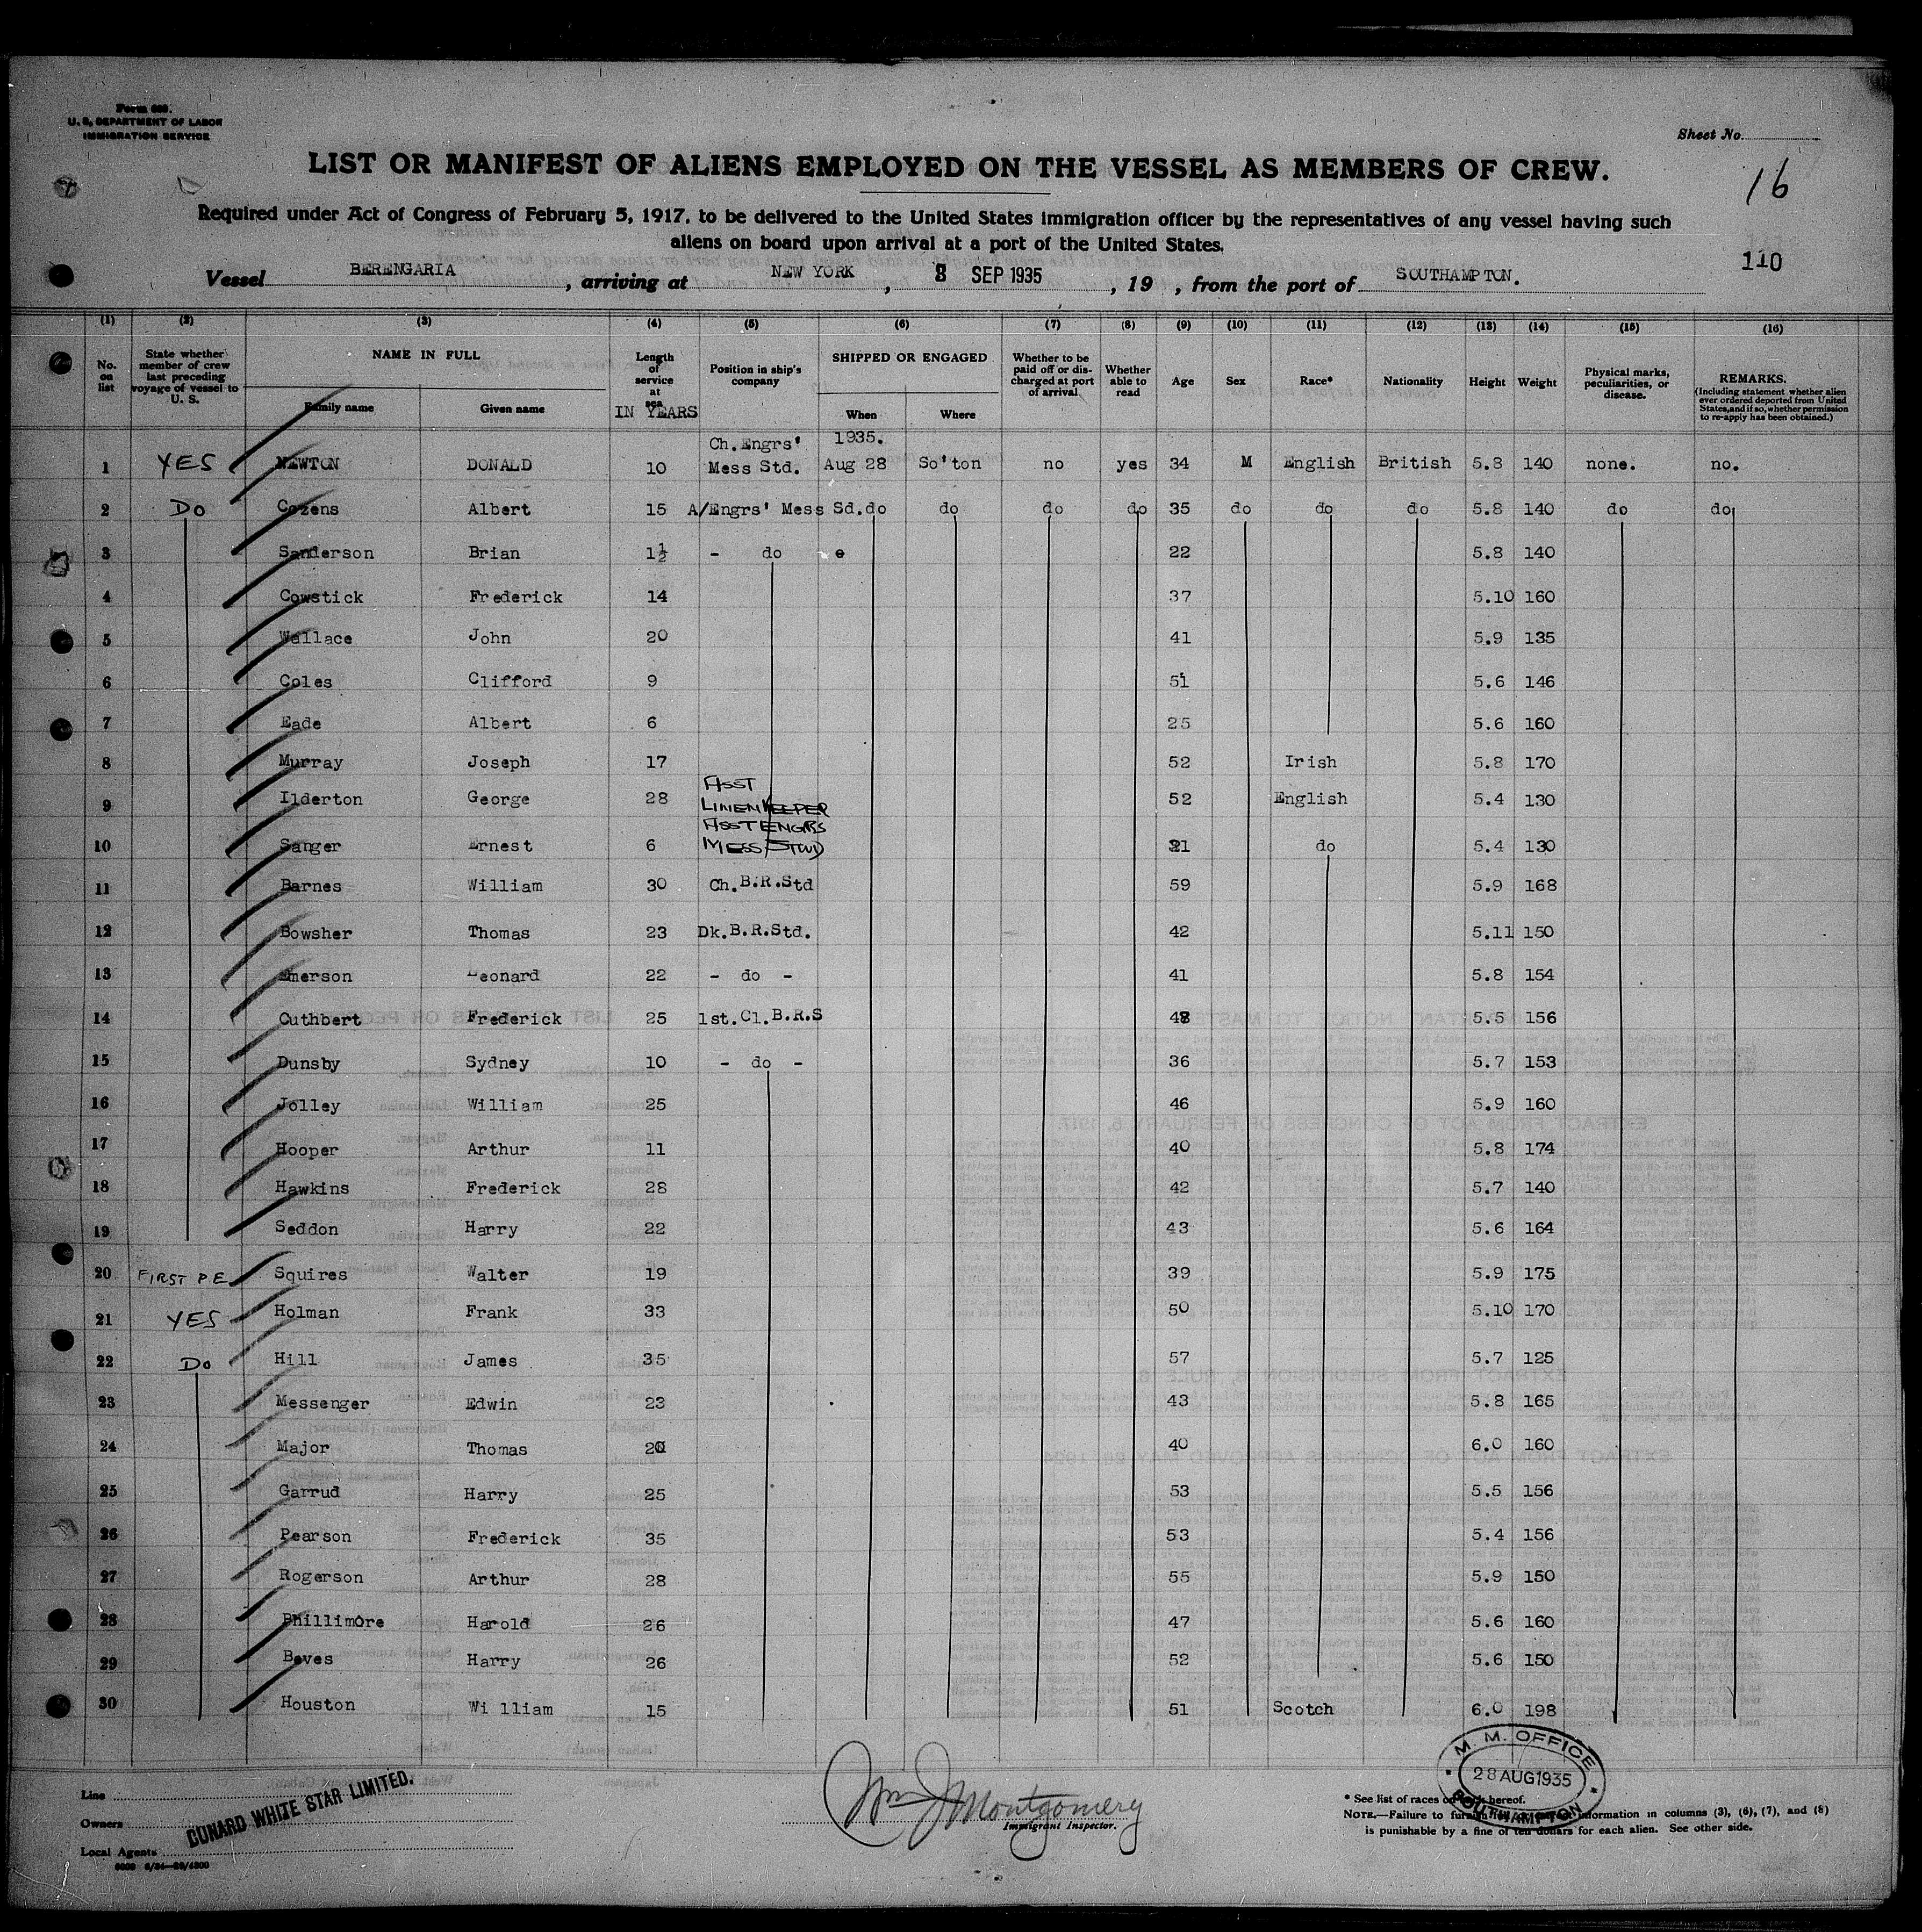 Form 689.
U. S. DEPARTMENT OF LABOR
IMMIGRATION SERVICE
Sheet No.
LIST OR MANIFEST OF ALIENS EMPLOYED ON THE VESSEL AS MEMBERS OF CREW.
16
Required under Act of Congress of February 5, 1917, to be delivered to the United States immigration officer by the representatives of any vessel having such
aliens on board upon arrival at a port of the United States.
110
Vessel BERENGARIA, arriving at NEW YORK, 3 SEP 1935, 19 , from the port of SOUTHAMPTON.
(1) (2) (3) (4) (5) (6) (7) (8) (9) (10) (11) (12) (13) (14) (15) (16)
No. on list
State whether member of crew last preceding voyage of vessel to U. S.
NAME IN FULL
Family name
Given name
Length of service at sea
IN YEARS
Position in ship's company
SHIPPED OR ENGAGED
When
Where
Whether to be paid off or discharged at port of arrival
Whether able to read
Age
Sex
Race*
Nationality
Height
Weight
Physical marks, peculiarities, or disease.
REMARKS.
(Including statement whether alien ever ordered deported from United States, and if so, whether permission to re-apply has been obtained.)
Ch. Engrs' 1935.
1 YES NEWTON DONALD 10 Mess Std. Aug 28 So'ton no yes 34 M English British 5.8 140 none. no.
2 DO Cozens Albert 15 A/Engrs' Mess Sd. do do do do 35 do do do 5.8 140 do do
3 Sanderson Brian 1½ - do 22 5.8 140
4 Cowstick Frederick 14 37 5.10 160
5 Wallace John 20 41 5.9 135
6 Coles Clifford 9 51 5.6 146
7 Eade Albert 6 25 5.6 160
8 Murray Joseph 17 52 Irish 5.8 170
9 Ilderton George 28 ASST LINEN KEEPER 52 English 5.4 130
10 Sanger Ernest 6 ASST ENGRS MESS STWD 21 do 5.4 130
11 Barnes William 30 Ch. B.R.Std 59 5.9 168
12 Bowsher Thomas 23 Dk. B.R.Std. 42 5.11 150
13 Emerson Leonard 22 - do - 41 5.8 154
14 Cuthbert Frederick 25 1st. Cl. B.R.S 48 5.5 156
15 Dunsby Sydney 10 - do - 36 5.7 153
16 Jolley William 25 46 5.9 160
17 Hooper Arthur 11 40 5.8 174
18 Hawkins Frederick 28 42 5.7 140
19 Seddon Harry 22 43 5.6 164
20 FIRST PE Squires Walter 19 39 5.9 175
21 YES Holman Frank 33 50 5.10 170
22 DO Hill James 35 57 5.7 125
23 Messenger Edwin 23 43 5.8 165
24 Major Thomas 20 40 6.0 160
25 Garrud Harry 25 53 5.5 156
26 Pearson Frederick 35 53 5.4 156
27 Rogerson Arthur 28 55 5.9 150
28 Phillimore Harold 26 47 5.6 160
29 Beves Harry 26 52 5.6 150
30 Houston William 15 51 Scotch 6.0 198
M. M. OFFICE
28 AUG 1935
SOUTHAMPTON
Line
Owners
CUNARD WHITE STAR LIMITED.
Local Agents
Wm J Montgomery
Immigrant Inspector.
* See list of races on back hereof.
NOTE.—Failure to furnish information in columns (3), (6), (7), and (8)
is punishable by a fine of ten dollars for each alien. See other side.